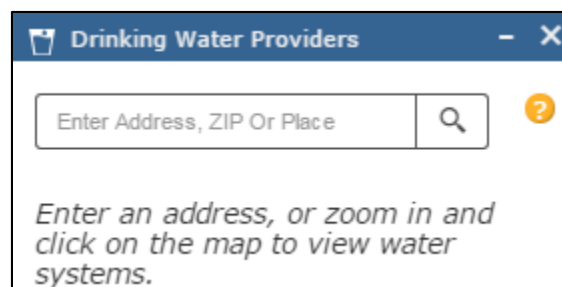 Drinking Water Providers
Enter Address, ZIP Or Place
?
Enter an address, or zoom in and
click on the map to view water
systems.